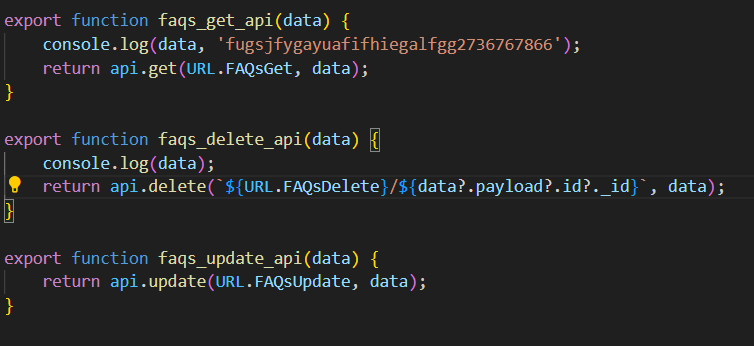 export function faqs_get_api(data) {
console.log(data, 'fugsjfygayuafifhiegalfgg2736767866');
return api.get(URL.FAQsGet, data);
}
export function faqs_delete_api(data) {
console.log(data);
return api.delete(`${URL.FAQsDelete}/${data?.payload?.id?._id}`, data);
}
export function faqs_update_api(data) {
return api.update(URL.FAQsUpdate, data);
}